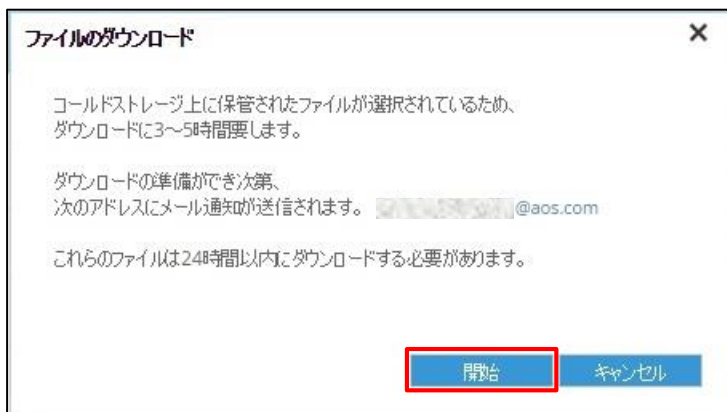 ファイルのダウンロード
コールドストレージ上に保管されたファイルが選択されているため、
ダウンロードに3～5時間要します。
ダウンロードの準備ができ次第、
次のアドレスにメール通知が送信されます。 @aos.com
これらのファイルは24時間以内にダウンロードする必要があります。
開始 キャンセル